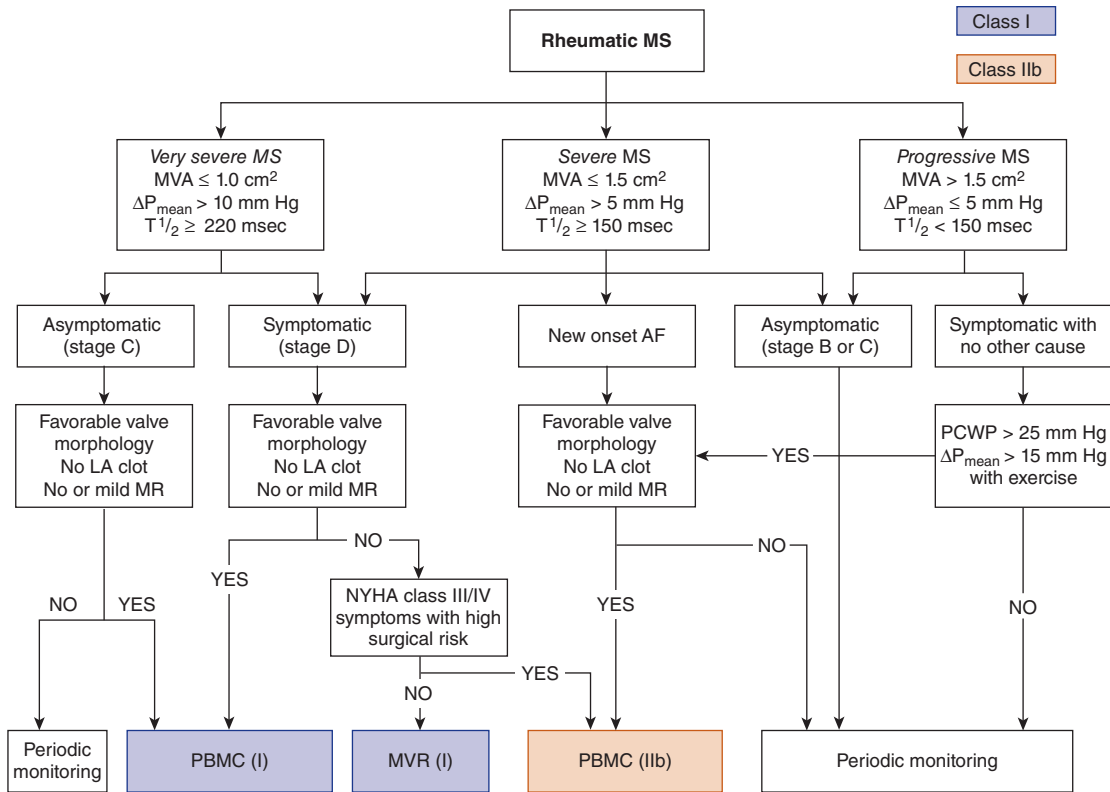 Class I
Rheumatic MS
Class IIb
Very severe MS
MVA ≤ 1.0 cm²
ΔPmean > 10 mm Hg
T1/2 ≥ 220 msec
Severe MS
MVA ≤ 1.5 cm²
ΔPmean > 5 mm Hg
T1/2 ≥ 150 msec
Progressive MS
MVA > 1.5 cm²
ΔPmean ≤ 5 mm Hg
T1/2 < 150 msec
Asymptomatic
(stage C)
Symptomatic
(stage D)
New onset AF
Asymptomatic
(stage B or C)
Symptomatic with
no other cause
Favorable valve
morphology
No LA clot
No or mild MR
Favorable valve
morphology
No LA clot
No or mild MR
Favorable valve
morphology
No LA clot
No or mild MR
YES
PCWP > 25 mm Hg
ΔPmean > 15 mm Hg
with exercise
NO
NO
YES
NYHA class III/IV
symptoms with high
surgical risk
NO
YES
YES
NO
YES
NO
Periodic
monitoring
PBMC (I)
MVR (I)
PBMC (IIb)
Periodic monitoring